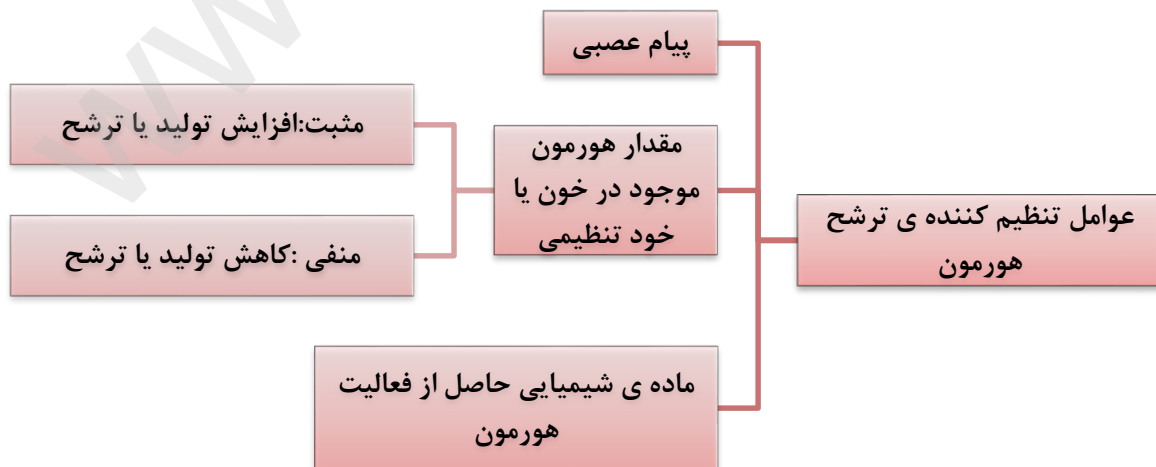 عوامل تنظیم کننده ی ترشح
هورمون
پیام عصبی
مقدار هورمون
موجود در خون یا
خود تنظیمی
مثبت:افزایش تولید یا ترشح
منفی :کاهش تولید یا ترشح
ماده ی شیمیایی حاصل از فعالیت
هورمون